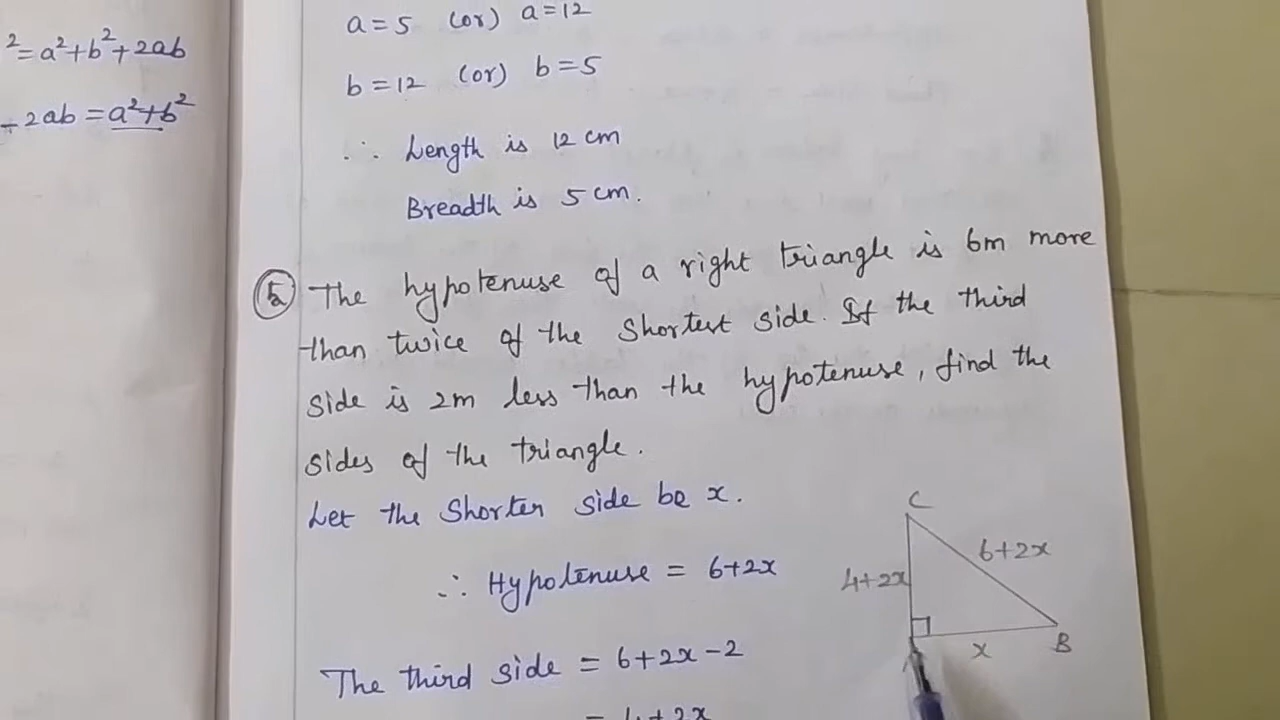 ²=a²+b²+2ab
-2ab=a²+b²
a=5 (or) a=12
b=12 (or) b=5
∴ Length is 12 cm
Breadth is 5 cm.
5 The hypotenuse of a right triangle is 6m more
than twice of the shortest side. If the third
side is 2m less than the hypotenuse, find the
sides of the triangle.
Let the Shorter side be x.
∴ Hypotenuse = 6+2x
The third side = 6+2x-2
= 4+2x
C
6+2x
4+2x
x
B